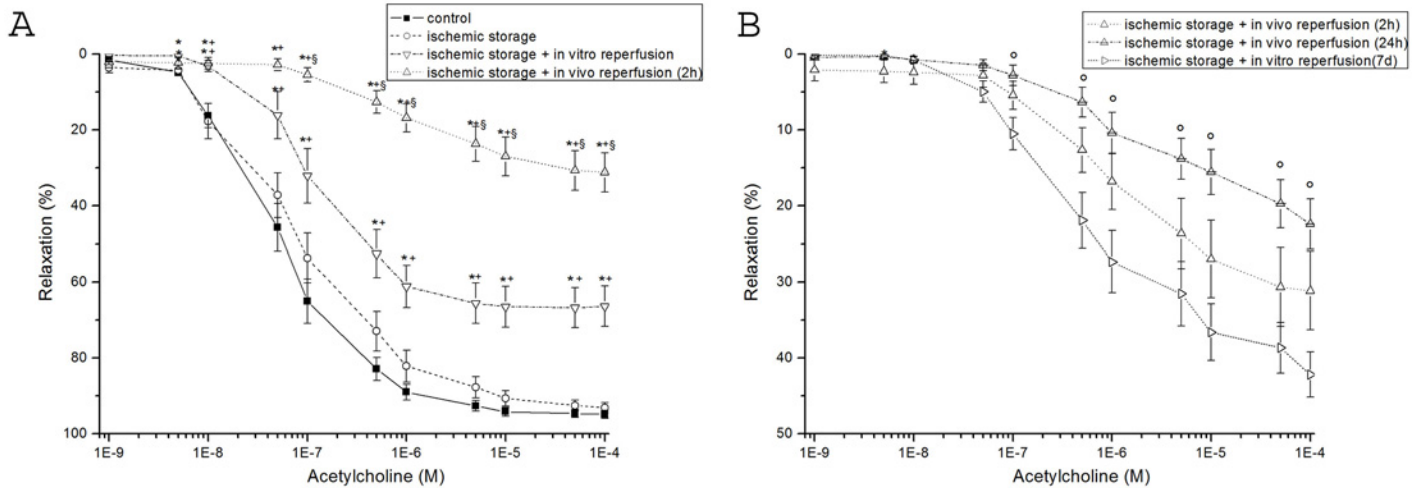 A
control
ischemic storage
ischemic storage + in vitro reperfusion
ischemic storage + in vivo reperfusion (2h)
0
20
40
60
80
100
Relaxation (%)
* *+ *+ *+§ *+§ *+§ *+§ *+§ *+§ *+§
* *+
*+
*+
*+
*+
*+ *+ *+ *+
1E-9 1E-8 1E-7 1E-6 1E-5 1E-4
Acetylcholine (M)
B
ischemic storage + in vivo reperfusion (2h)
ischemic storage + in vivo reperfusion (24h)
ischemic storage + in vitro reperfusion(7d)
0
10
20
30
40
50
Relaxation (%)
1E-9 1E-8 1E-7 1E-6 1E-5 1E-4
Acetylcholine (M)